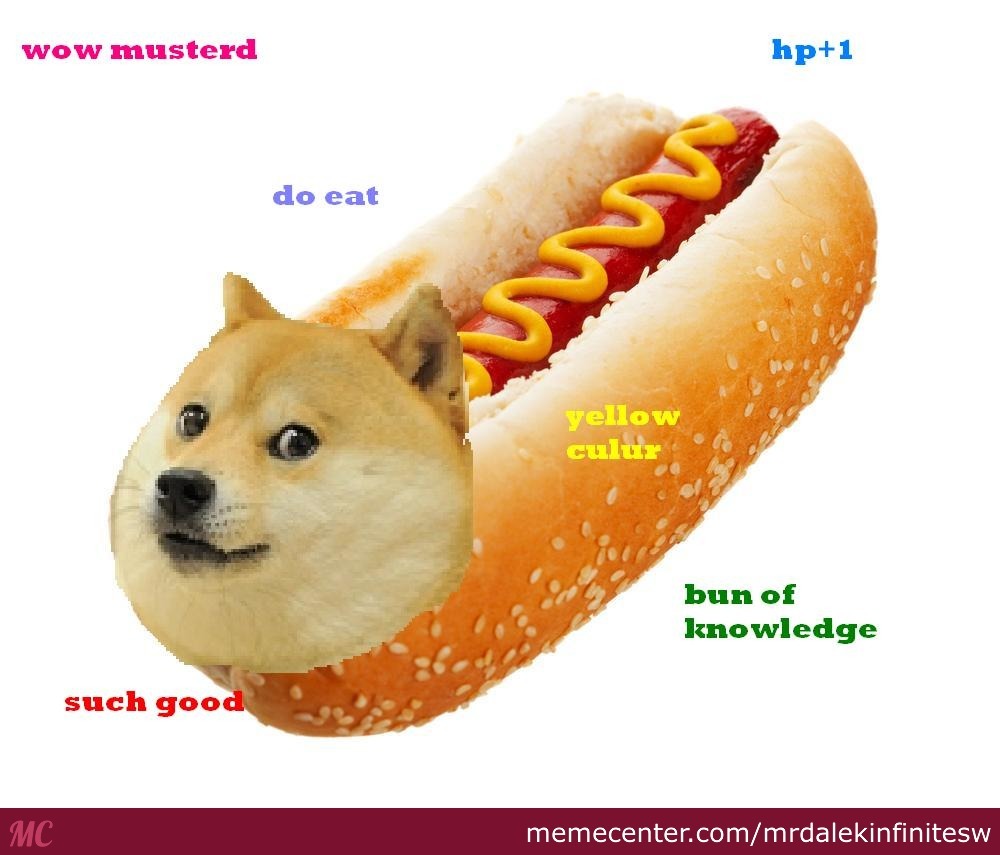 wow musterd
hp+1
do eat
yellow
culur
bun of
knowledge
such good
MC
memecenter.com/mrdalekinfinitesw